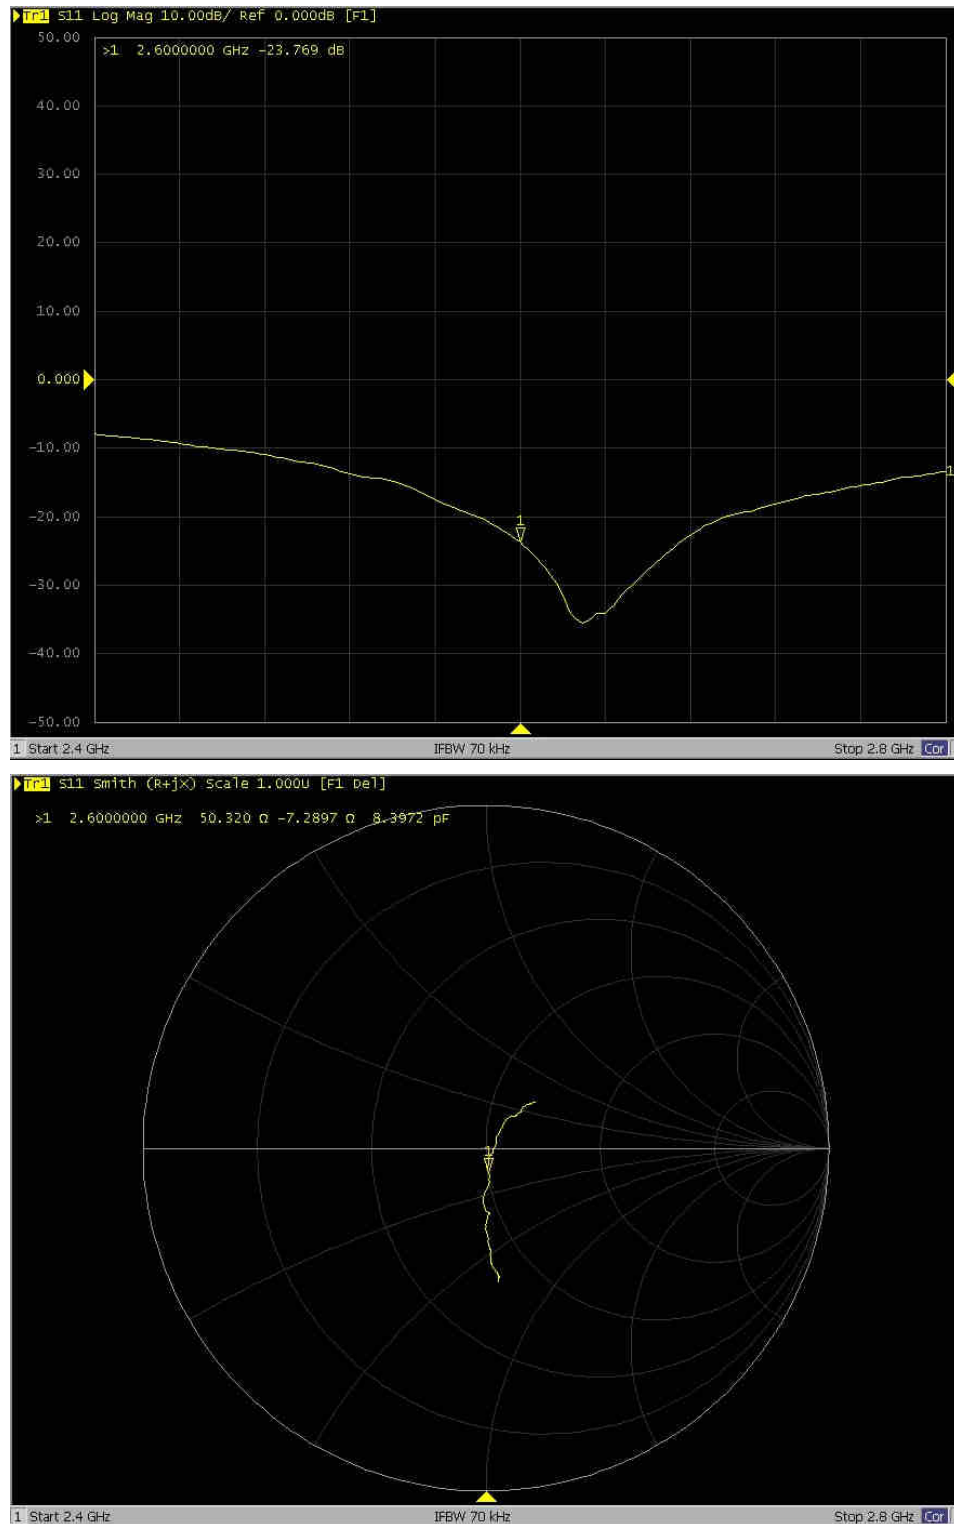 Tr1 S11 Log Mag 10.00dB/ Ref 0.000dB [F1]
50.00
>1 2.6000000 GHz -23.769 dB
40.00
30.00
20.00
10.00
0.000
-10.00
1
-20.00
1
-30.00
-40.00
-50.00
1 Start 2.4 GHz IFBW 70 kHz Stop 2.8 GHz Cor
Tr1 S11 Smith (R+jX) Scale 1.000U [F1 Del]
>1 2.6000000 GHz 50.320 Ω -7.2897 Ω 8.3972 pF
1
1 Start 2.4 GHz IFBW 70 kHz Stop 2.8 GHz Cor